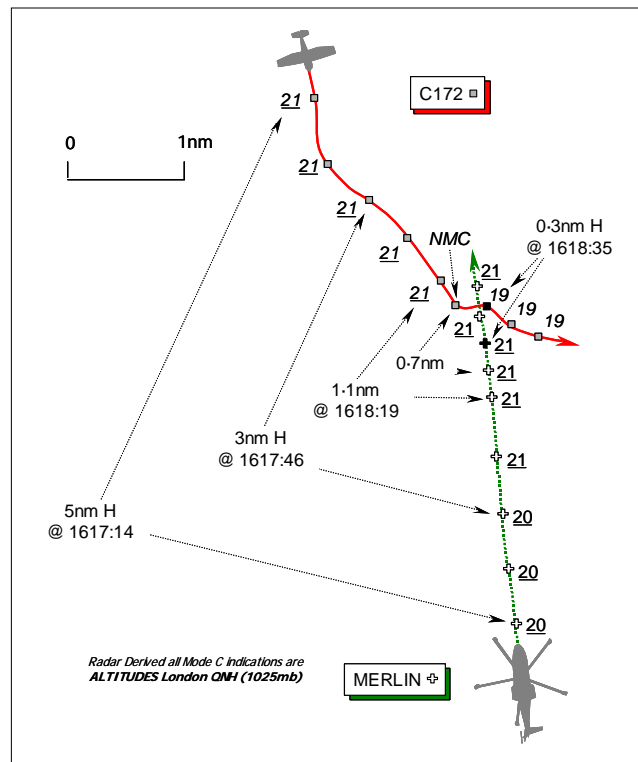 C172
21
0
1nm
21
21
0·3nm H
@ 1618:35
NMC
21
21
19
21
21
19
19
0·7nm
21
21
1·1nm
@ 1618:19
21
3nm H
@ 1617:46
21
5nm H
@ 1617:14
20
20
20
Radar Derived all Mode C indications are
ALTITUDES London QNH (1025mb)
MERLIN